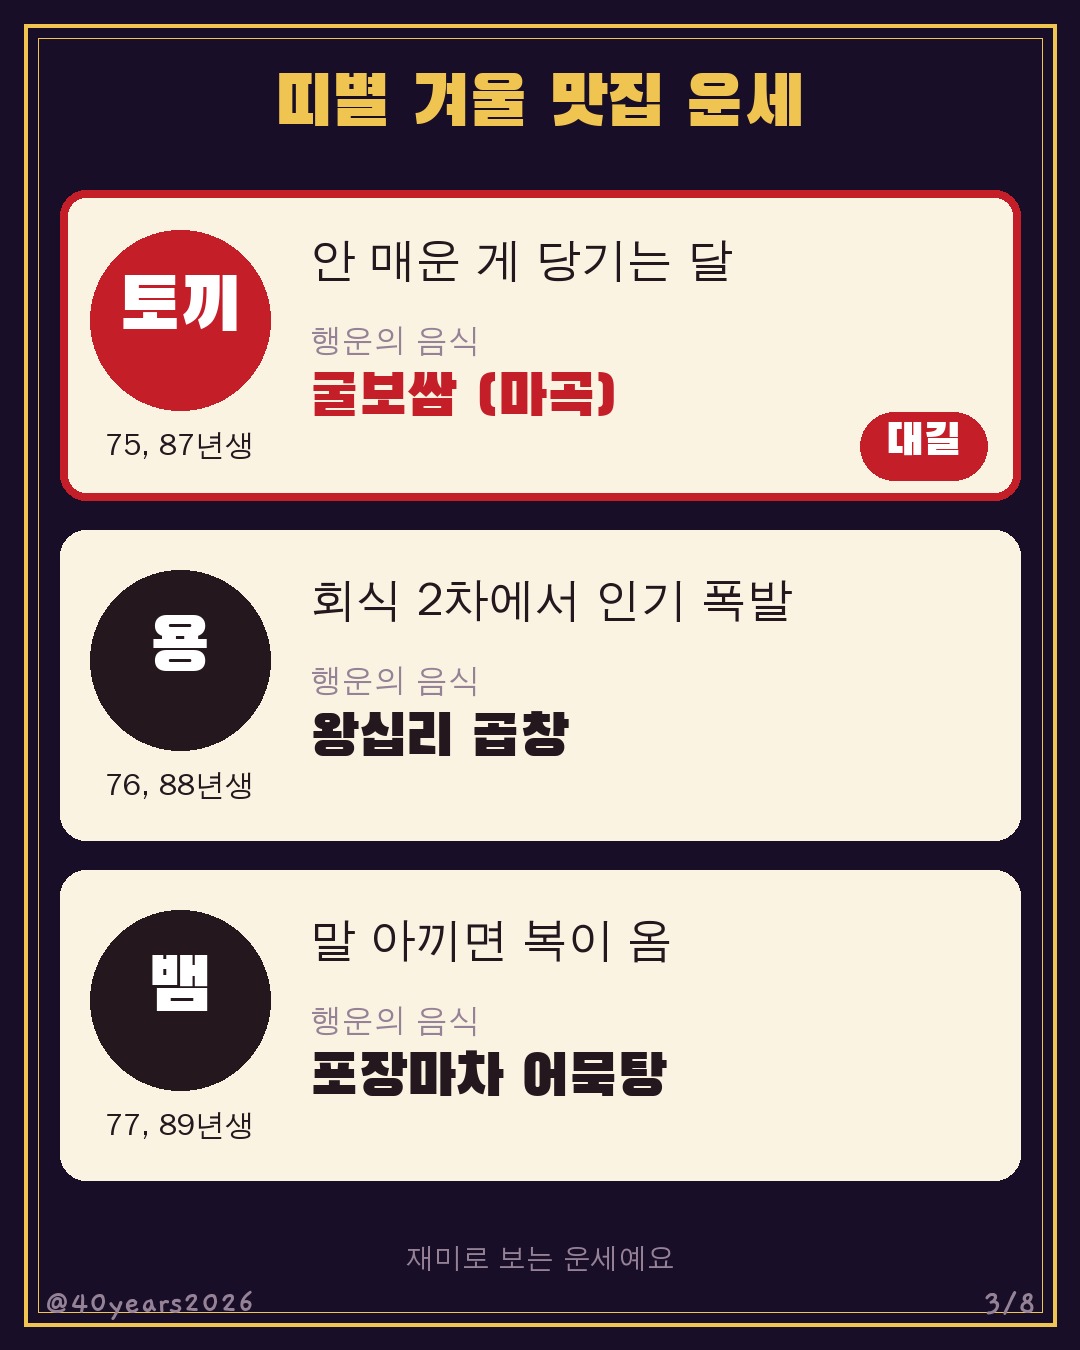 띠별 겨울 맛집 운세
토끼
75, 87년생
안 매운 게 당기는 달
행운의 음식
굴보쌈 (마곡)
대길
용
76, 88년생
회식 2차에서 인기 폭발
행운의 음식
왕십리 곱창
뱀
77, 89년생
말 아끼면 복이 옴
행운의 음식
포장마차 어묵탕
재미로 보는 운세예요
@40years2026
3/8